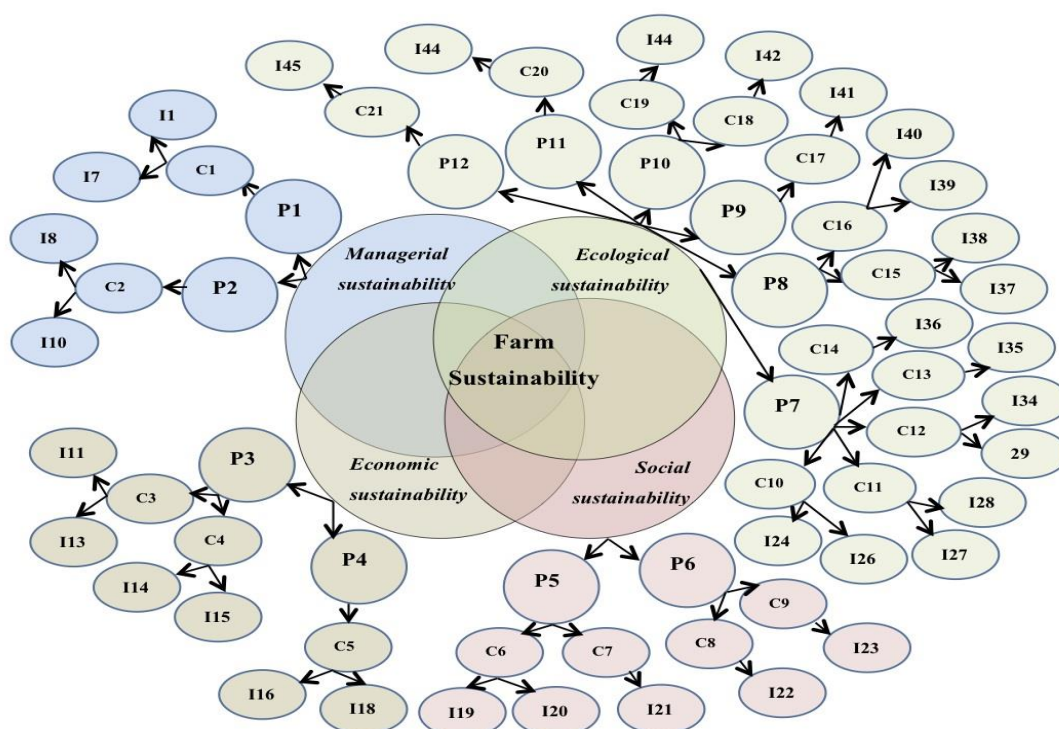 I44
I44
I42
I45
C20
I41
C19
I1
C21
C18
I40
P11
P12
P10
C17
I7
C1
I39
P9
P1
C16
I8
I38
Managerial
sustainability
Ecological
sustainability
C15
P8
C2
P2
I37
I10
I36
C14
I35
Farm
Sustainability
C13
P7
I34
C12
I11
P3
Economic
sustainability
Social
sustainability
29
C10
C11
C3
I28
I13
C4
I24
I27
P4
I26
P5
P6
I14
C9
I15
C5
C6
C7
C8
I23
I16
I18
I19
I20
I21
I22